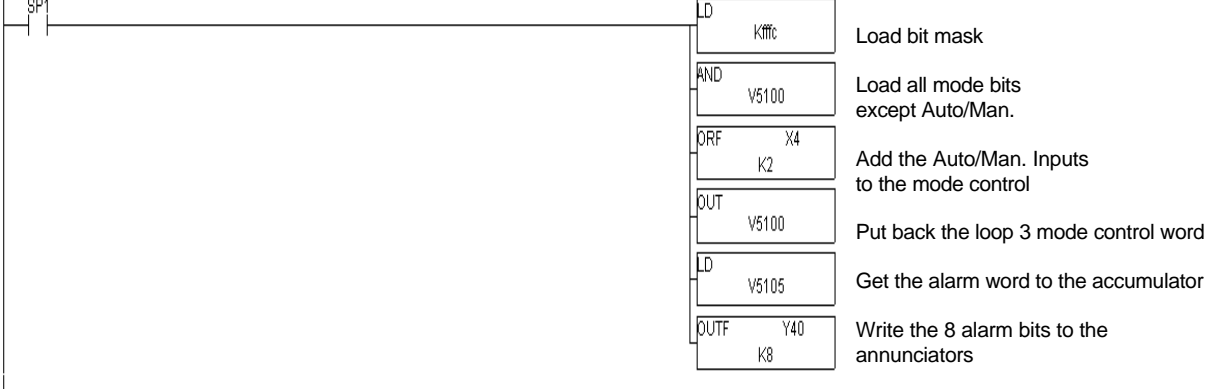 SP1
LD
Kfffc
Load bit mask
AND
V5100
Load all mode bits
except Auto/Man.
ORF X4
K2
Add the Auto/Man. Inputs
to the mode control
OUT
V5100
Put back the loop 3 mode control word
LD
V5105
Get the alarm word to the accumulator
OUTF Y40
K8
Write the 8 alarm bits to the
annunciators